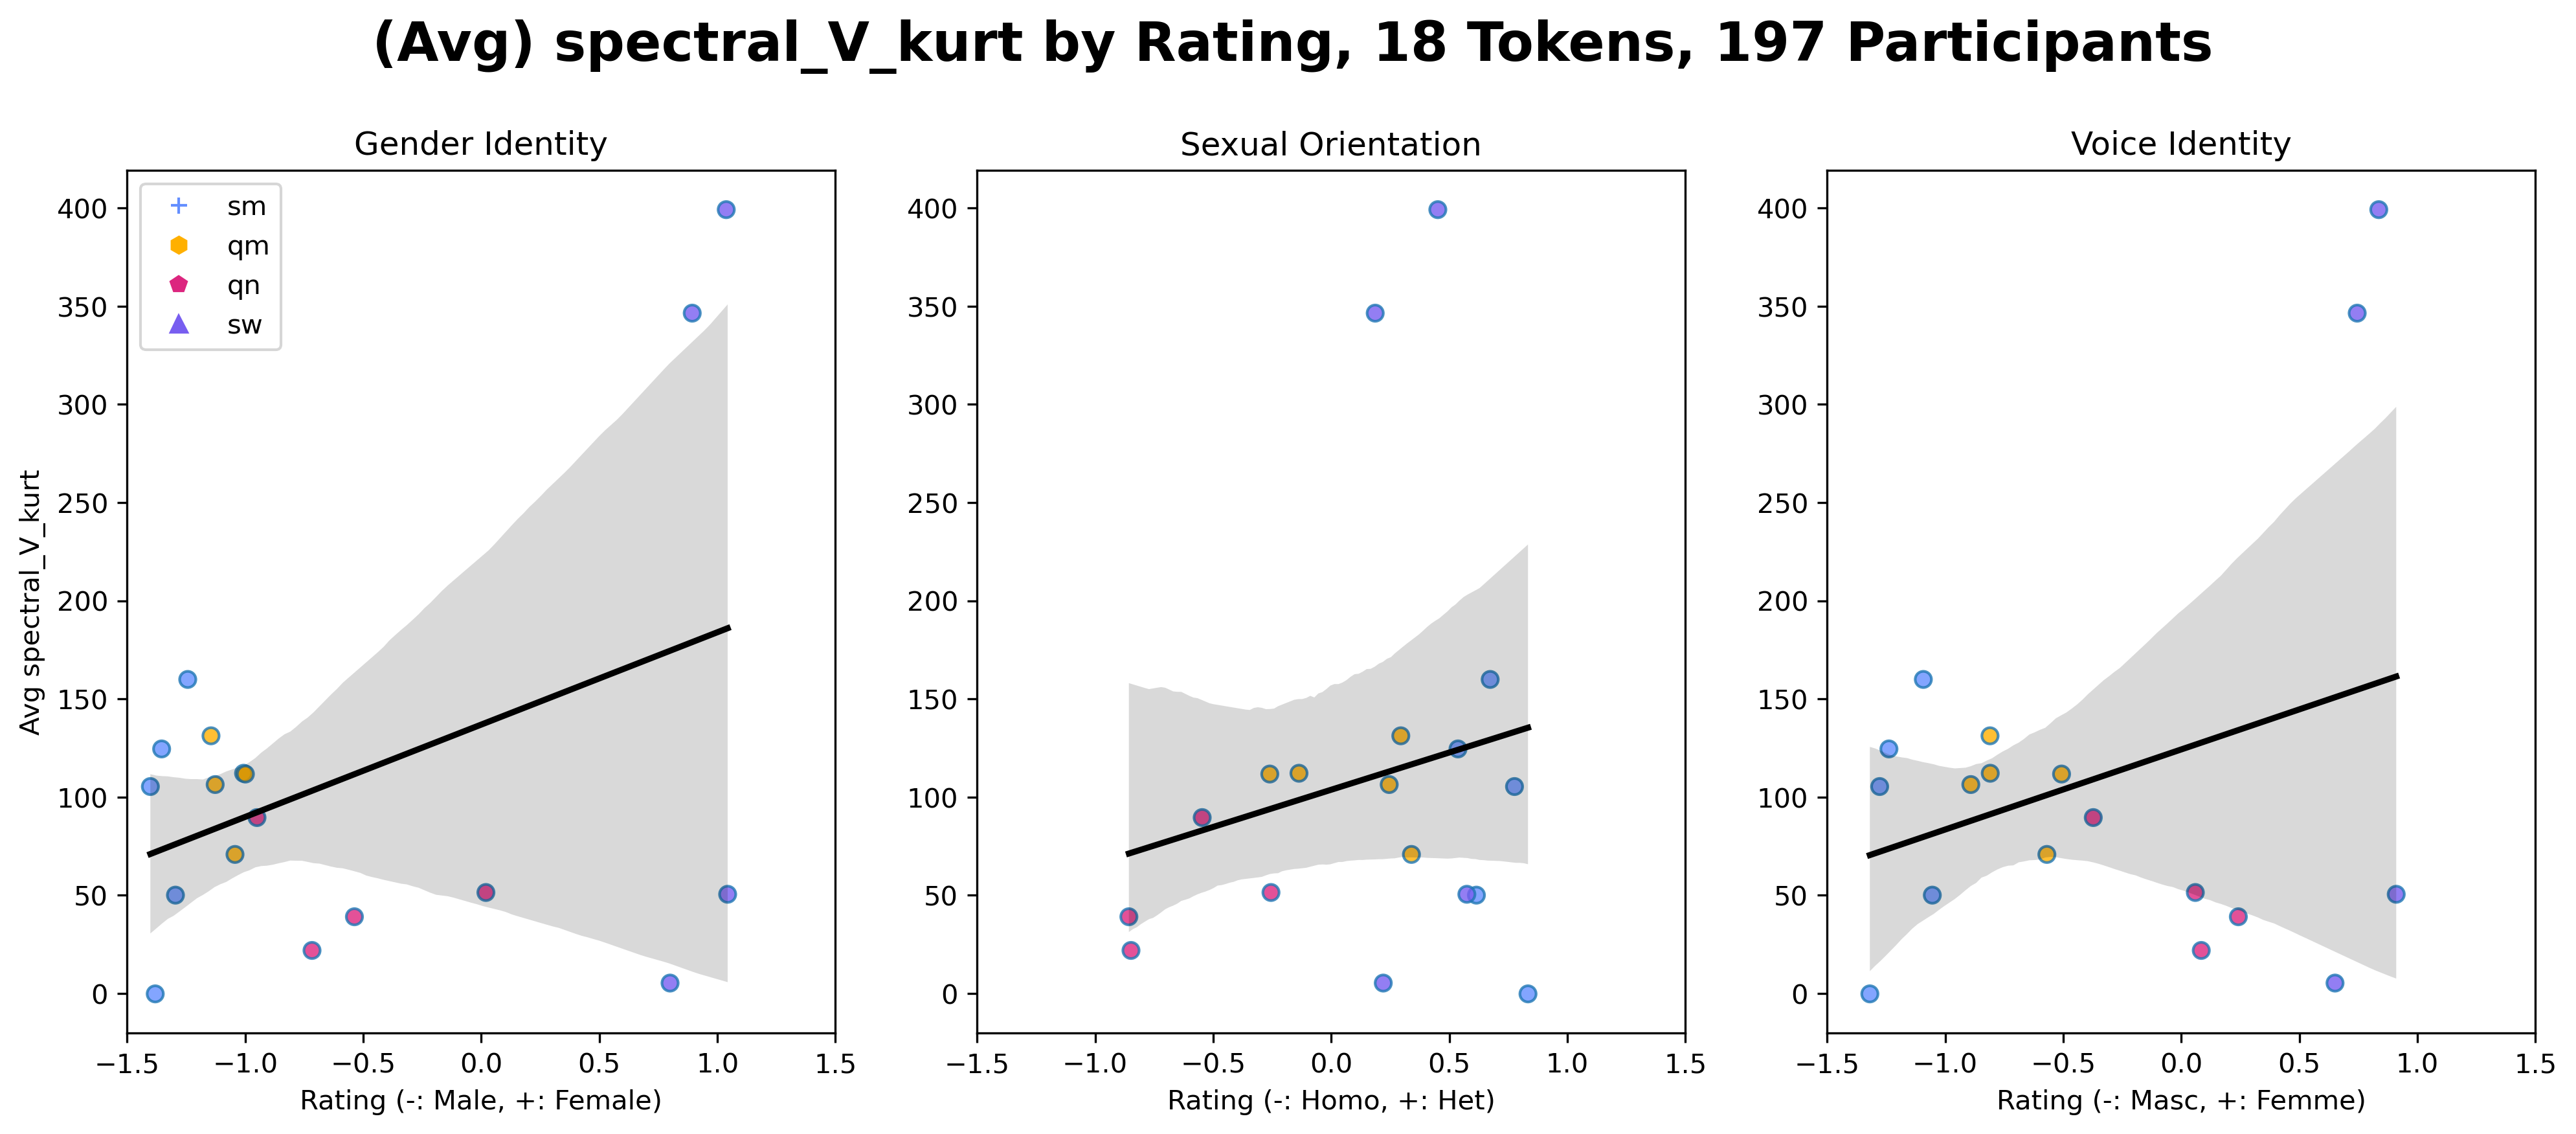 (Avg) spectral_V_kurt by Rating, 18 Tokens, 197 Participants
Gender Identity
sm
qm
qn
sw
Avg spectral_V_kurt
400
350
300
250
200
150
100
50
0
−1.5 −1.0 −0.5 0.0 0.5 1.0 1.5
Rating (-: Male, +: Female)
Sexual Orientation
400
350
300
250
200
150
100
50
0
−1.5 −1.0 −0.5 0.0 0.5 1.0 1.5
Rating (-: Homo, +: Het)
Voice Identity
400
350
300
250
200
150
100
50
0
−1.5 −1.0 −0.5 0.0 0.5 1.0 1.5
Rating (-: Masc, +: Femme)